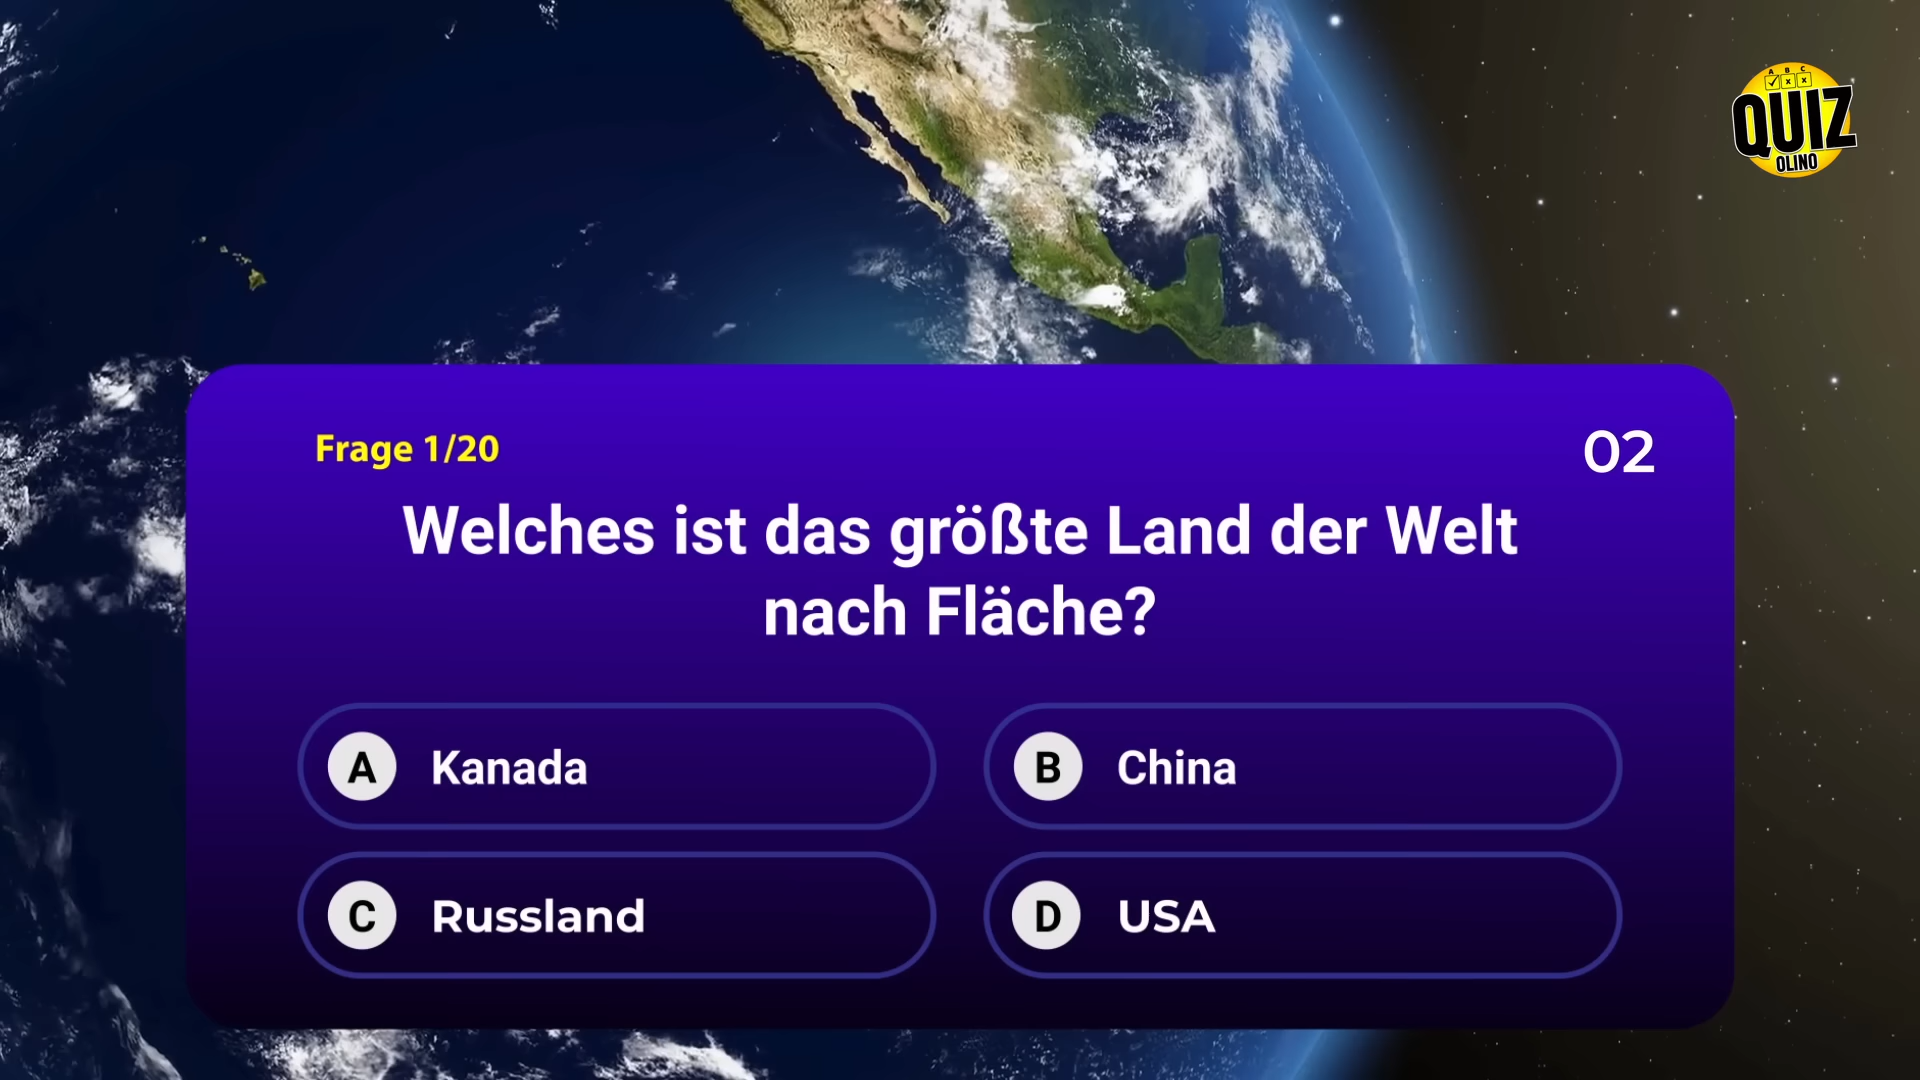 A B C
QUIZ
OLINO
Frage 1/20
02
Welches ist das größte Land der Welt
nach Fläche?
A Kanada
B China
C Russland
D USA